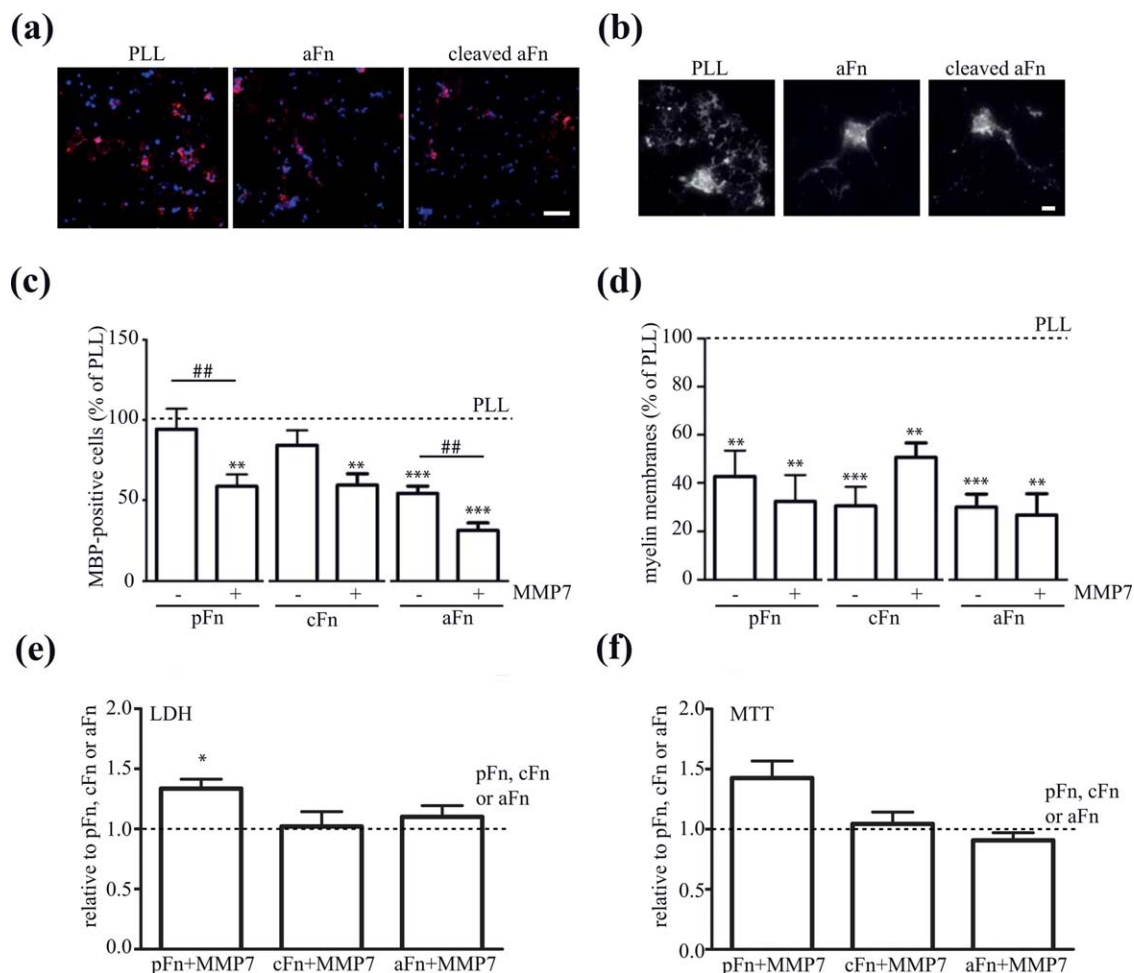 (a)
PLL aFn cleaved aFn
(b)
PLL aFn cleaved aFn
(c)
MBP-positive cells (% of PLL)
150
100
50
0
##
**
**
***
##
***
PLL
- + - + - + MMP7
pFn cFn aFn
(d)
myelin membranes (% of PLL)
100
80
60
40
20
0
PLL
**
**
***
**
***
**
- + - + - + MMP7
pFn cFn aFn
(e)
relative to pFn, cFn or aFn
2.0
1.5
1.0
0.5
0.0
LDH
*
pFn, cFn
or aFn
pFn+MMP7 cFn+MMP7 aFn+MMP7
(f)
relative to pFn, cFn or aFn
2.0
1.5
1.0
0.5
0.0
MTT
pFn, cFn
or aFn
pFn+MMP7 cFn+MMP7 aFn+MMP7